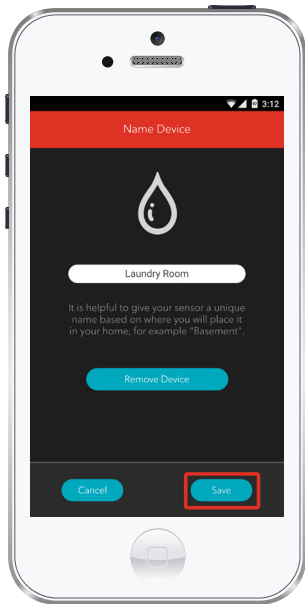 3:12
Name Device
Laundry Room
It is helpful to give your sensor a unique
name based on where you will place it
in your home, for example "Basement".
Remove Device
Cancel
Save